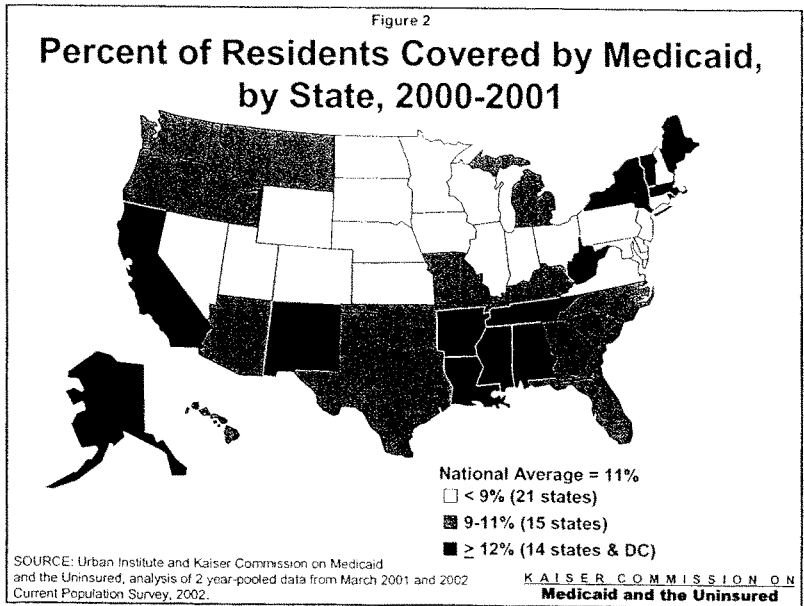 Figure 2
Percent of Residents Covered by Medicaid,
by State, 2000-2001
National Average = 11%
< 9% (21 states)
9-11% (15 states)
≥ 12% (14 states & DC)
SOURCE: Urban Institute and Kaiser Commission on Medicaid
and the Uninsured, analysis of 2 year-pooled data from March 2001 and 2002
Current Population Survey, 2002.
KAISER COMMISSION ON
Medicaid and the Uninsured